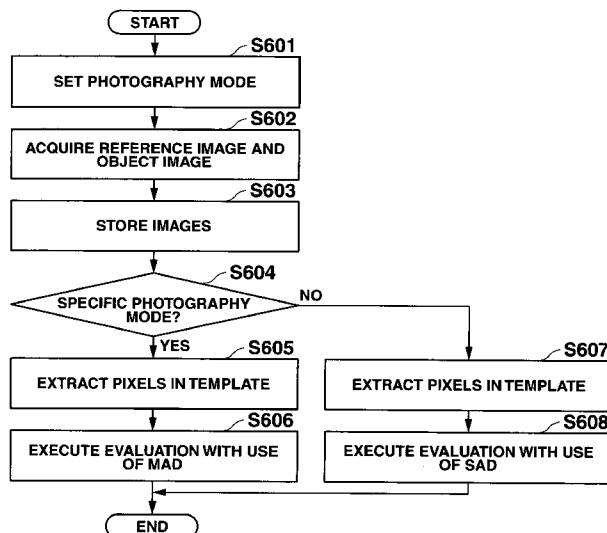 START
S601
SET PHOTOGRAPHY MODE
S602
ACQUIRE REFERENCE IMAGE AND
OBJECT IMAGE
S603
STORE IMAGES
S604
SPECIFIC PHOTOGRAPHY
MODE?
NO
YES
S605
EXTRACT PIXELS IN TEMPLATE
S606
EXECUTE EVALUATION WITH USE
OF MAD
S607
EXTRACT PIXELS IN TEMPLATE
S608
EXECUTE EVALUATION WITH USE
OF SAD
END